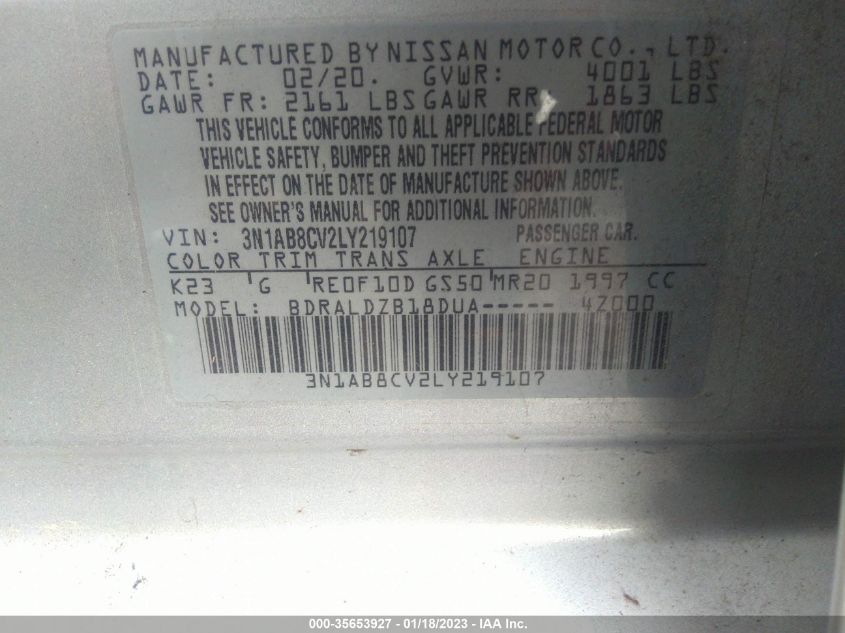 MANUFACTURED BY NISSAN MOTOR CO., LTD.
DATE: 02/20. GVWR: 4001 LBS
GAWR FR: 2161 LBS GAWR RR: 1863 LBS
THIS VEHICLE CONFORMS TO ALL APPLICABLE FEDERAL MOTOR
VEHICLE SAFETY, BUMPER AND THEFT PREVENTION STANDARDS
IN EFFECT ON THE DATE OF MANUFACTURE SHOWN ABOVE.
SEE OWNER'S MANUAL FOR ADDITIONAL INFORMATION.
VIN: 3N1AB8CV2LY219107 PASSENGER CAR.
COLOR TRIM TRANS AXLE ENGINE
K23 'G 'RE0F10D GS50'MR20 1997 CC
MODEL: BDRALDZB18DUA----- 4Z000
3N1AB8CV2LY219107
000-35653927 - 01/18/2023 - IAA Inc.